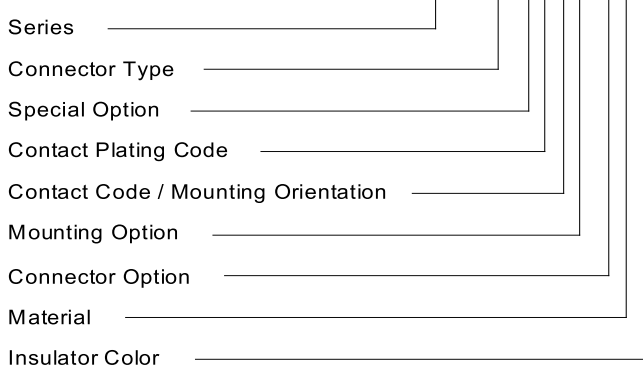 Series
Connector Type
Special Option
Contact Plating Code
Contact Code / Mounting Orientation
Mounting Option
Connector Option
Material
Insulator Color